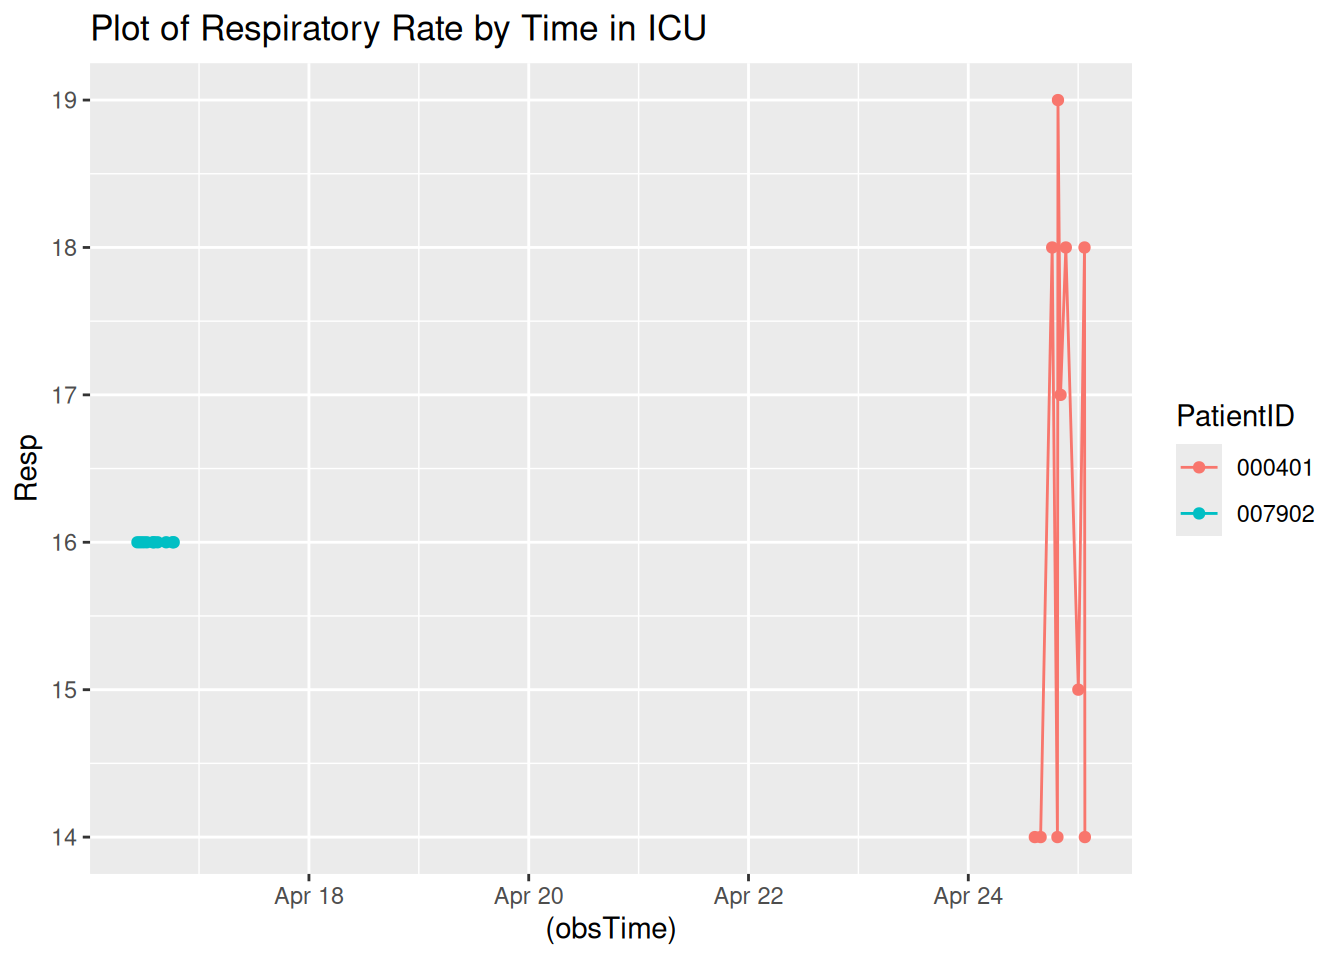 Plot of Respiratory Rate by Time in ICU
19
18
17
16
15
14
Resp
Apr 18
Apr 20
Apr 22
Apr 24
(obsTime)
PatientID
000401
007902